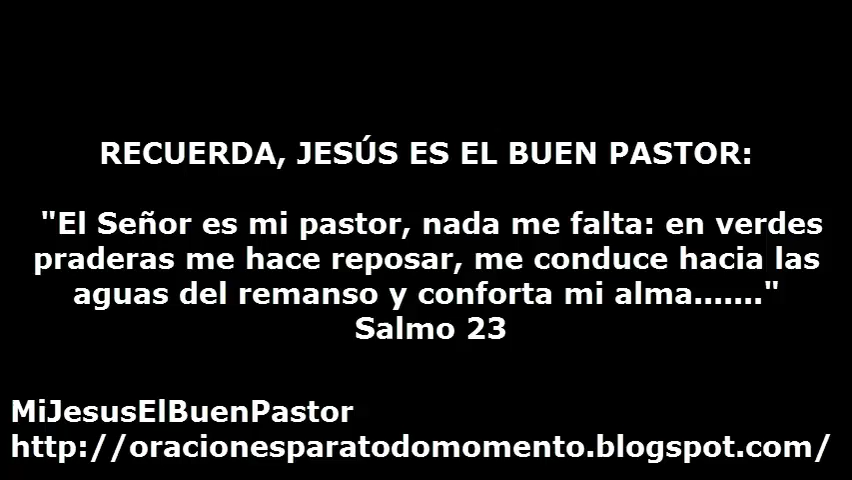 RECUERDA, JESÚS ES EL BUEN PASTOR:
"El Señor es mi pastor, nada me falta: en verdes
praderas me hace reposar, me conduce hacia las
aguas del remanso y conforta mi alma......."
Salmo 23
MiJesusElBuenPastor
http://oracionesparatodomomento.blogspot.com/